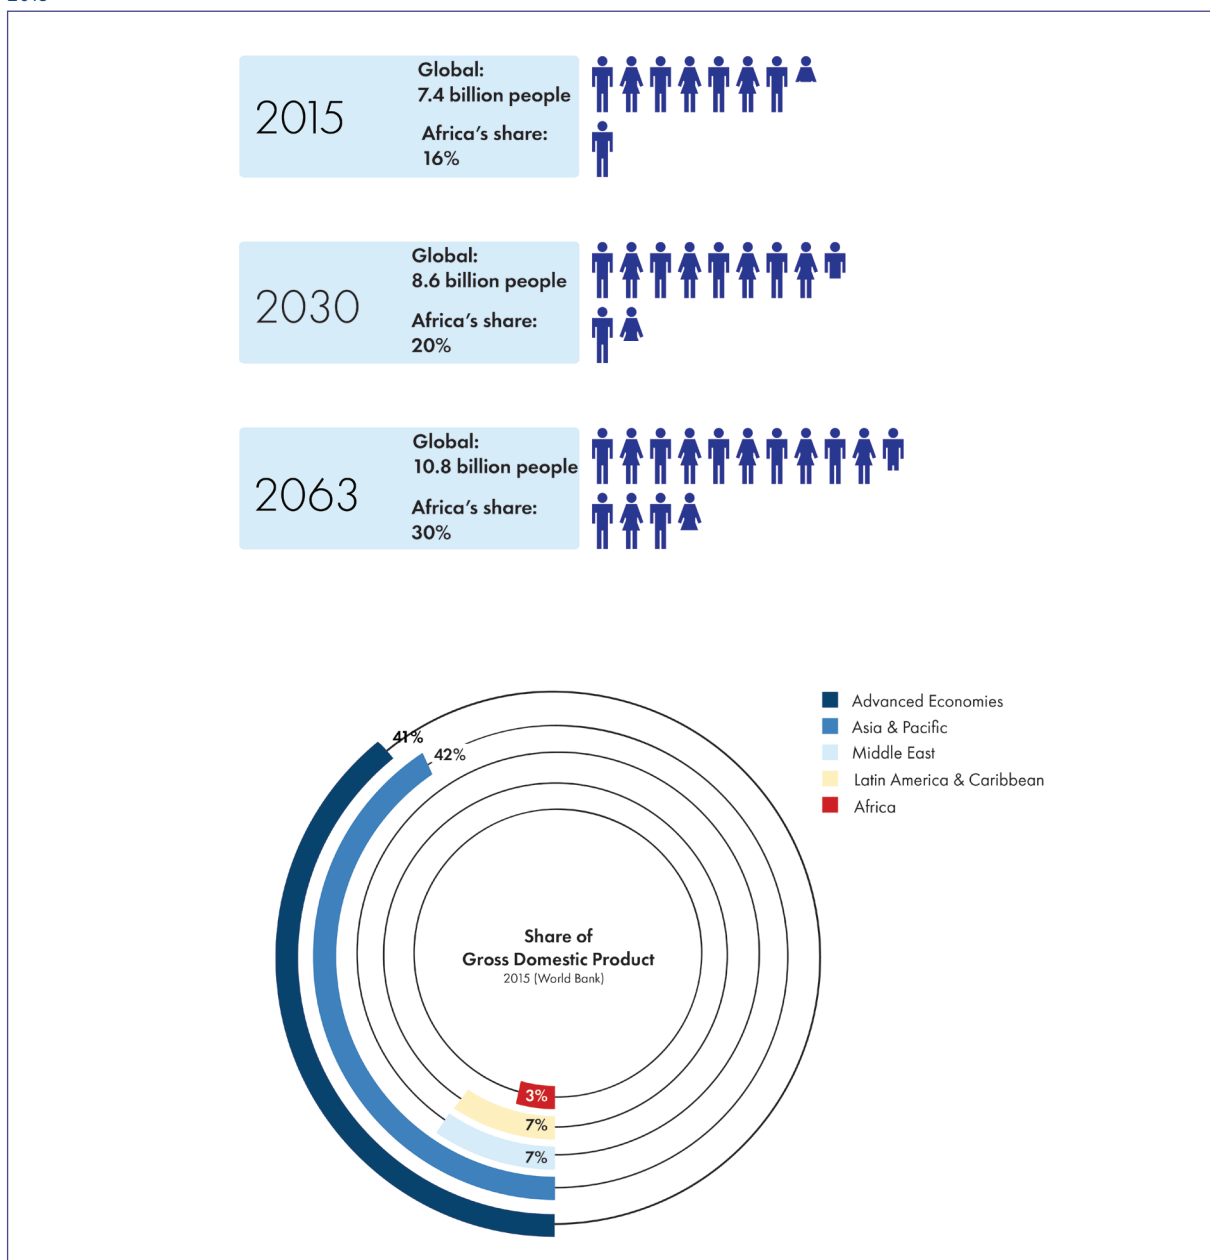 2015
Global:
7.4 billion people
Africa's share:
16%
2030
Global:
8.6 billion people
Africa's share:
20%
2063
Global:
10.8 billion people
Africa's share:
30%
Advanced Economies
Asia & Pacific
Middle East
Latin America & Caribbean
Africa
41%
42%
Share of
Gross Domestic Product
2015 (World Bank)
3%
7%
7%